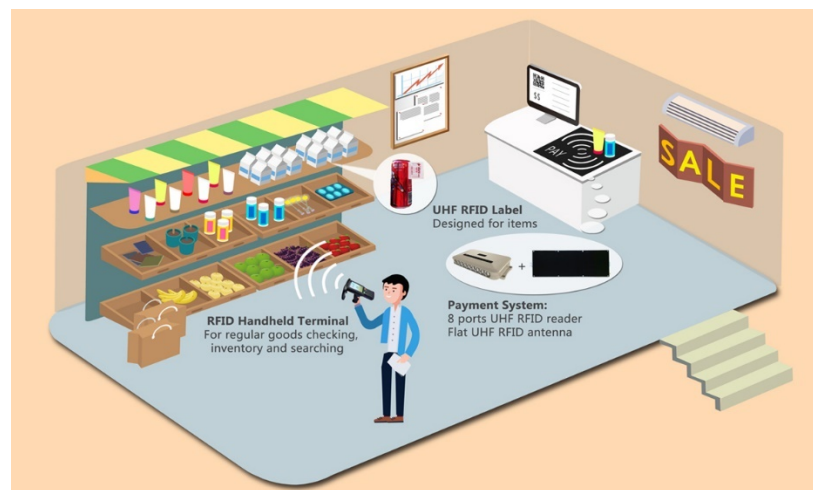 SALE
$$
PAY
UHF RFID Label
Designed for items
RFID Handheld Terminal
For regular goods checking,
inventory and searching
Payment System:
8 ports UHF RFID reader
Flat UHF RFID antenna